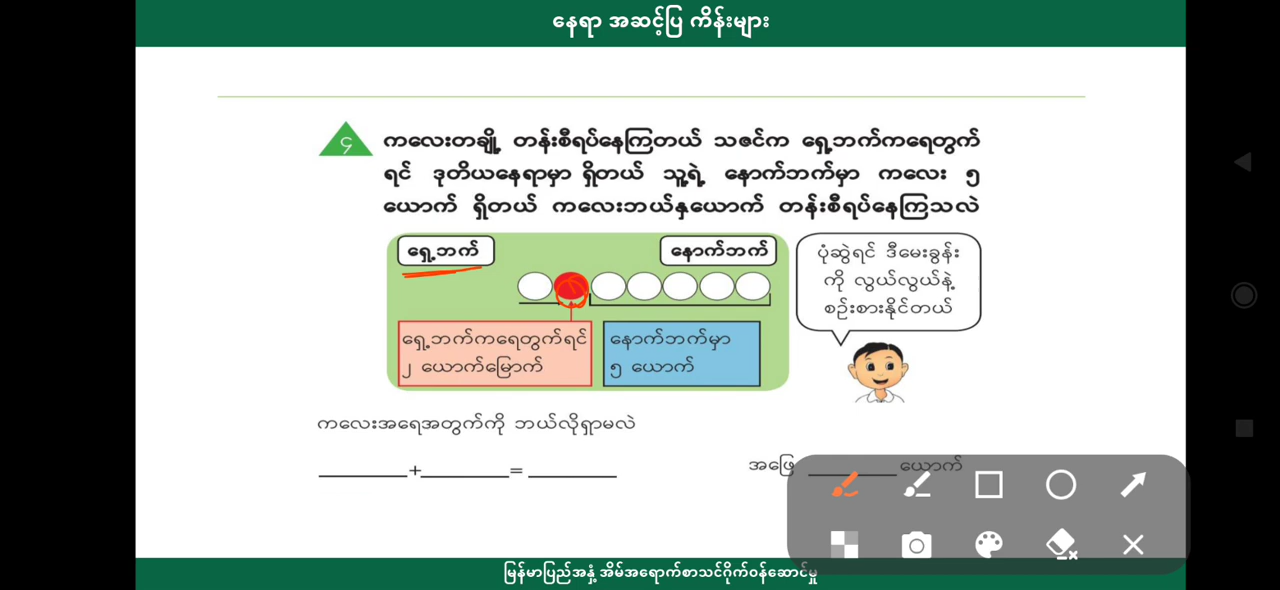 နေရာ အဆင့်ပြ ကိန်းများ
၄ ကလေးတချို့ တန်းစီရပ်နေကြတယ် သဇင်က ရှေ့ဘက်ကရေတွက်
ရင် ဒုတိယနေရာမှာ ရှိတယ် သူ့ရဲ့ နောက်ဘက်မှာ ကလေး ၅
ယောက် ရှိတယ် ကလေးဘယ်နှယောက် တန်းစီရပ်နေကြသလဲ
ရှေ့ဘက်
နောက်ဘက်
ရှေ့ဘက်ကရေတွက်ရင်
၂ ယောက်မြောက်
နောက်ဘက်မှာ
၅ ယောက်
ပုံဆွဲရင် ဒီမေးခွန်း
ကို လွယ်လွယ်နဲ့
စဉ်းစားနိုင်တယ်
ကလေးအရေအတွက်ကို ဘယ်လိုရှာမလဲ
________+________=________
အဖြေ ________ ယောက်
မြန်မာပြည်အနှံ့ အိမ်အရောက်စာသင်ဂိုက်ဝန်ဆောင်မှု